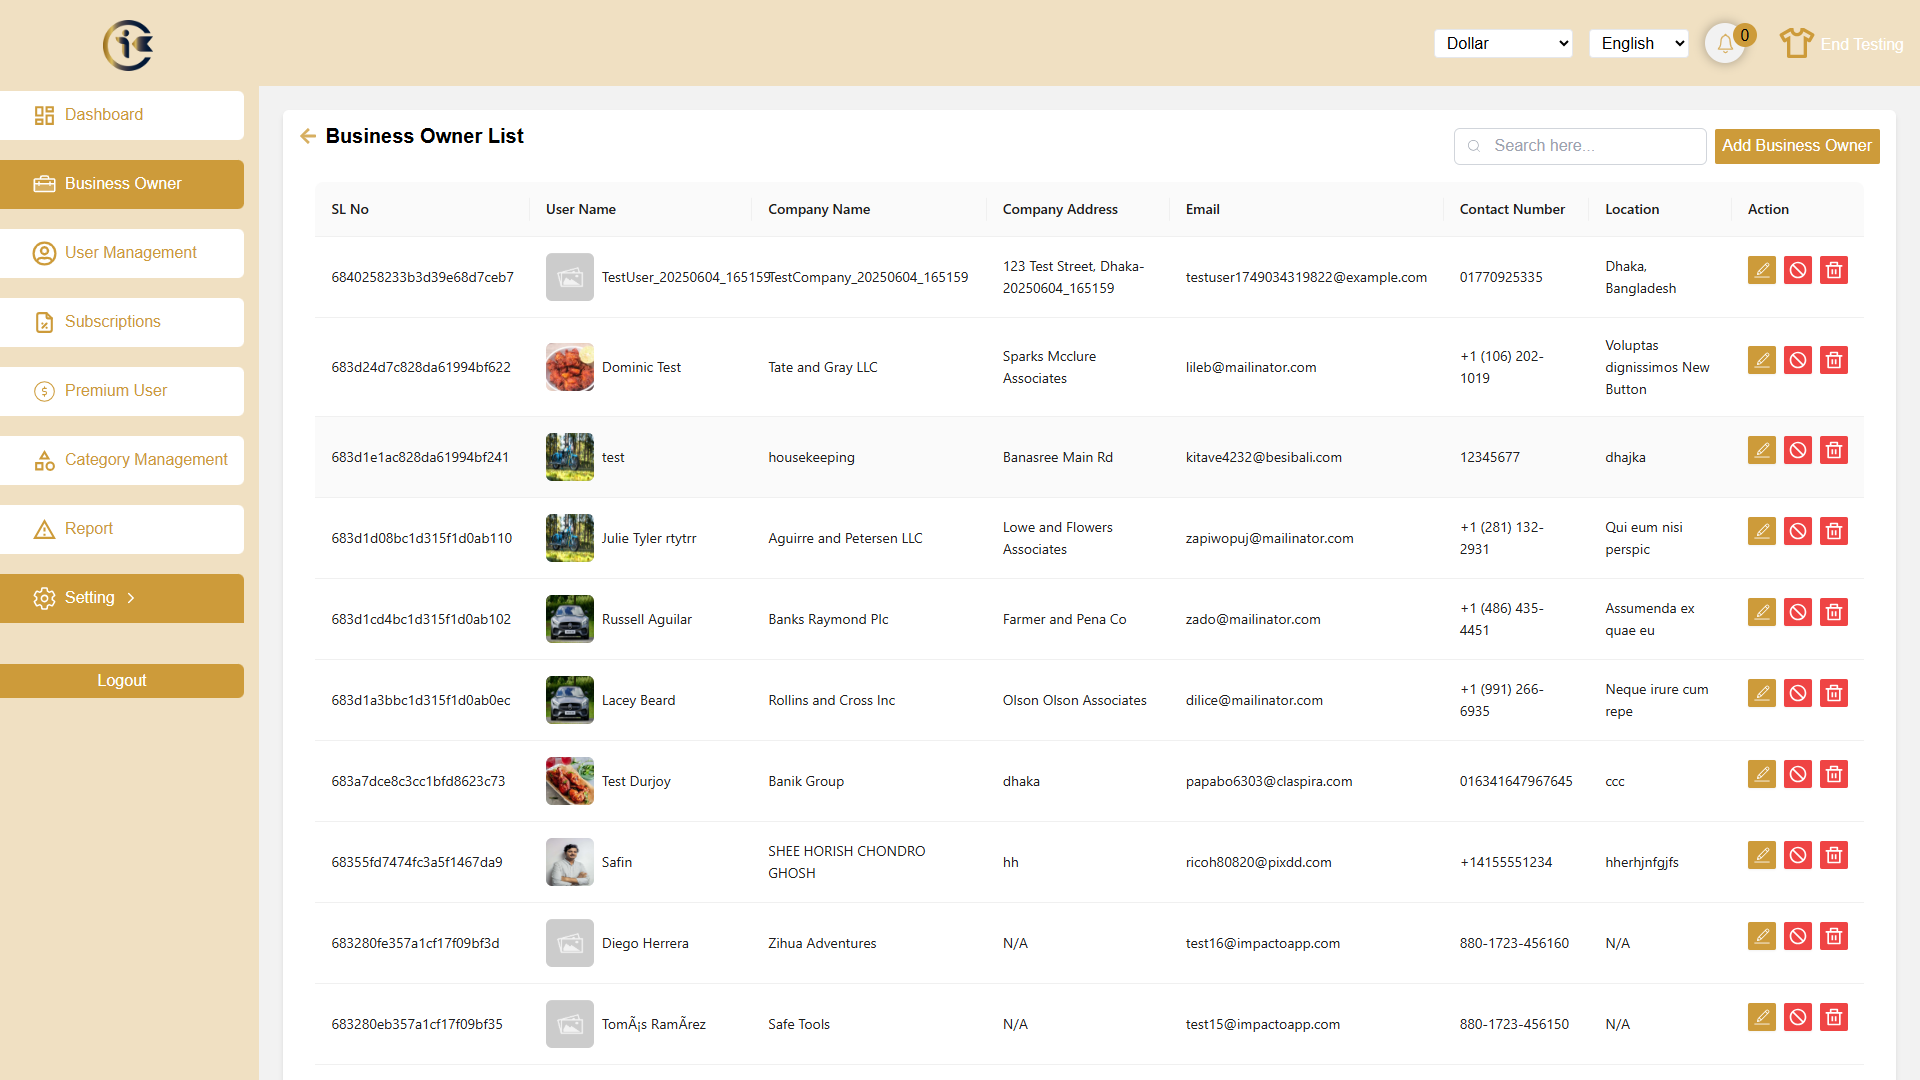 Dollar
English
0
End Testing
Dashboard
Business Owner
User Management
Subscriptions
Premium User
Category Management
Report
Setting
Logout
Business Owner List
Search here...
Add Business Owner
SL No User Name Company Name Company Address Email Contact Number Location Action
6840258233b3d39e68d7ceb7 TestUser_20250604_165159 TestCompany_20250604_165159 123 Test Street, Dhaka- testuser1749034319822@example.com 01770925335 Dhaka,
20250604_165159 Bangladesh
683d24d7c828da61994bf622 Dominic Test Tate and Gray LLC Sparks Mcclure lileb@mailinator.com +1 (106) 202- Voluptas
Associates 1019 dignissimos New
Button
683d1e1ac828da61994bf241 test housekeeping Banasree Main Rd kitave4232@besibali.com 12345677 dhajka
683d1d08bc1d315f1d0ab110 Julie Tyler rtytrr Aguirre and Petersen LLC Lowe and Flowers zapiwopuj@mailinator.com +1 (281) 132- Qui eum nisi
Associates 2931 perspic
683d1cd4bc1d315f1d0ab102 Russell Aguilar Banks Raymond Plc Farmer and Pena Co zado@mailinator.com +1 (486) 435- Assumenda ex
4451 quae eu
683d1a3bbc1d315f1d0ab0ec Lacey Beard Rollins and Cross Inc Olson Olson Associates dilice@mailinator.com +1 (991) 266- Neque irure cum
6935 repe
683a7dce8c3cc1bfd8623c73 Test Durjoy Banik Group dhaka papabo6303@claspira.com 016341647967645 ccc
68355fd7474fc3a5f1467da9 Safin SHEE HORISH CHONDRO hh ricoh80820@pixdd.com +14155551234 hherhjnfgjfs
GHOSH
683280fe357a1cf17f09bf3d Diego Herrera Zihua Adventures N/A test16@impactoapp.com 880-1723-456160 N/A
683280eb357a1cf17f09bf35 TomÃ¡s RamÃrez Safe Tools N/A test15@impactoapp.com 880-1723-456150 N/A